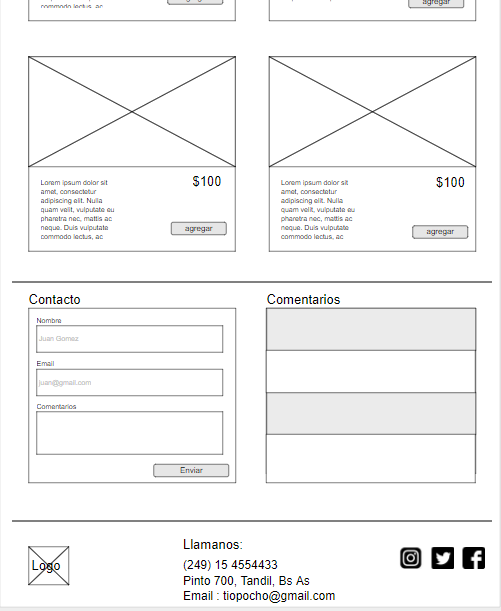 commodo lectus, ac
agregar
agregar
Lorem ipsum dolor sit
amet, consectetur
adipiscing elit. Nulla
quam velit, vulputate eu
pharetra nec, mattis ac
neque. Duis vulputate
commodo lectus, ac
$100
agregar
Lorem ipsum dolor sit
amet, consectetur
adipiscing elit. Nulla
quam velit, vulputate eu
pharetra nec, mattis ac
neque. Duis vulputate
commodo lectus, ac
$100
agregar
Contacto
Nombre
Juan Gomez
Email
juan@gmail.com
Comentarios
Enviar
Comentarios
Logo
Llamanos:
(249) 15 4554433
Pinto 700, Tandil, Bs As
Email : tiopocho@gmail.com